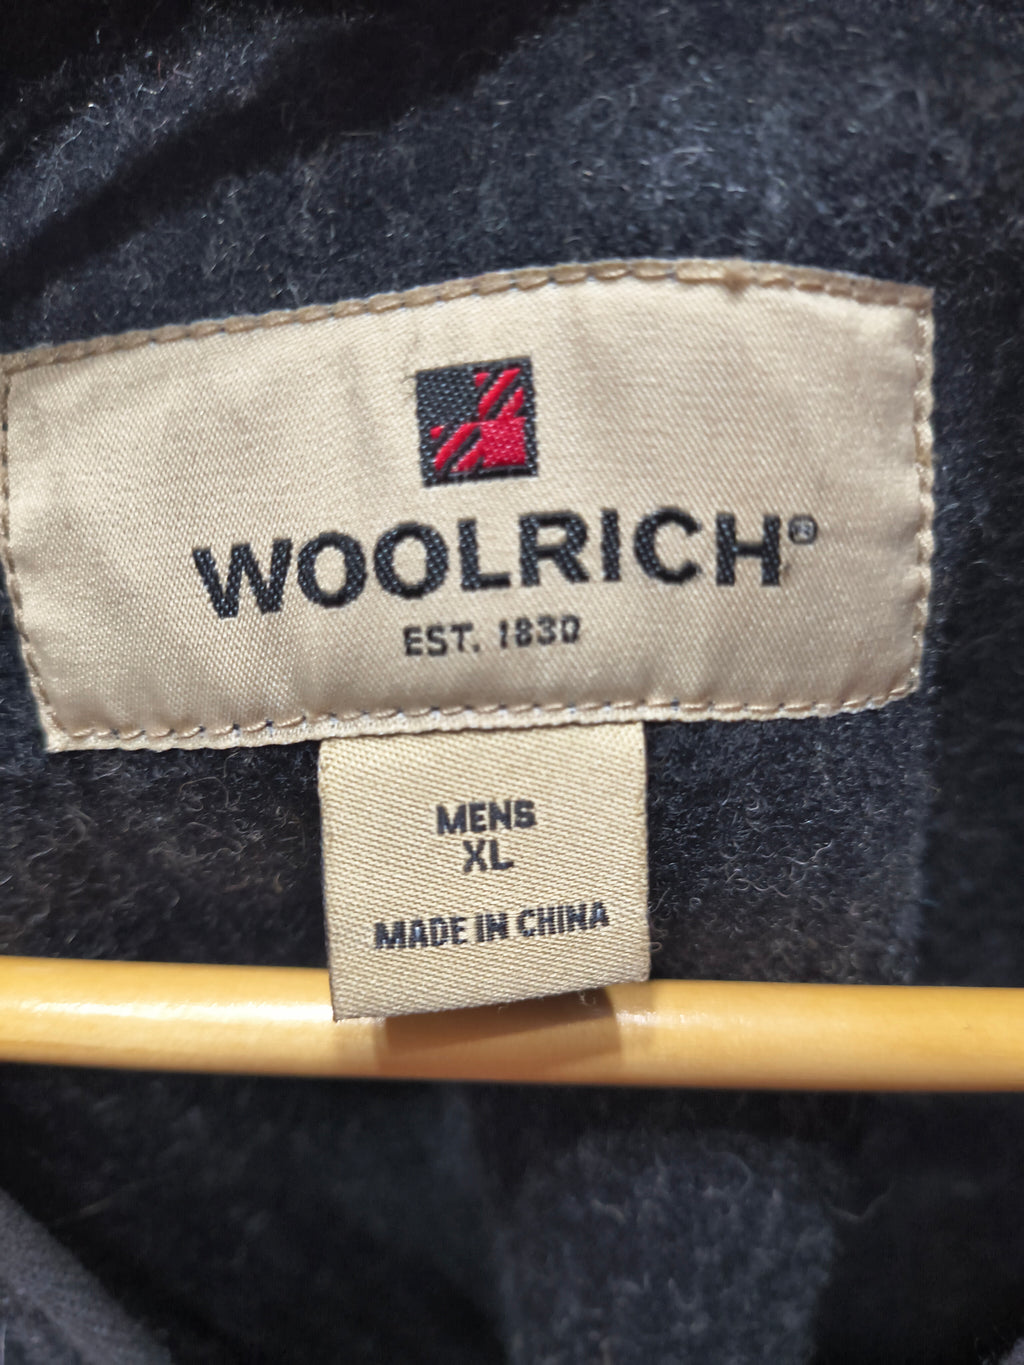 WOOLRICH®
EST. 1830
MENS
XL
MADE IN CHINA